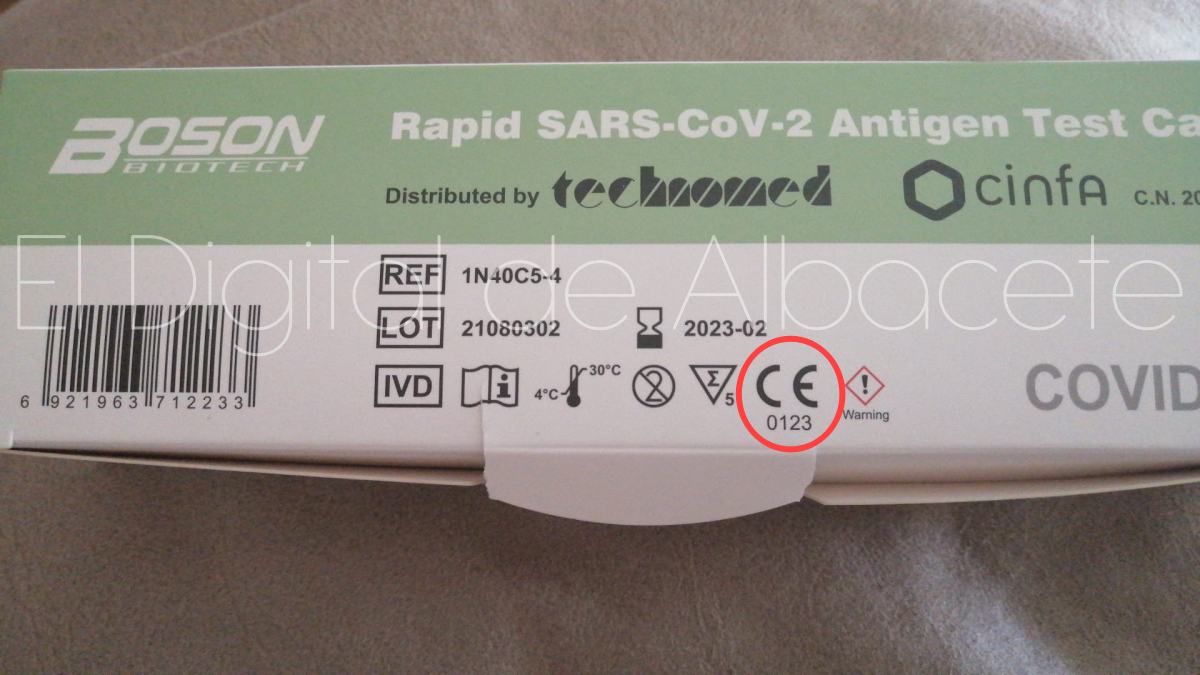 BOSON
BIOTECH
Rapid SARS-CoV-2 Antigen Test
Distributed by technomed cinfa C.N. 20
El Digital de Albacete
REF 1N40C5-4
LOT 21080302 2023-02
IVD i 4°C 30°C 2 Σ 5 CE ! COVID
0123 Warning
6 921963 712233